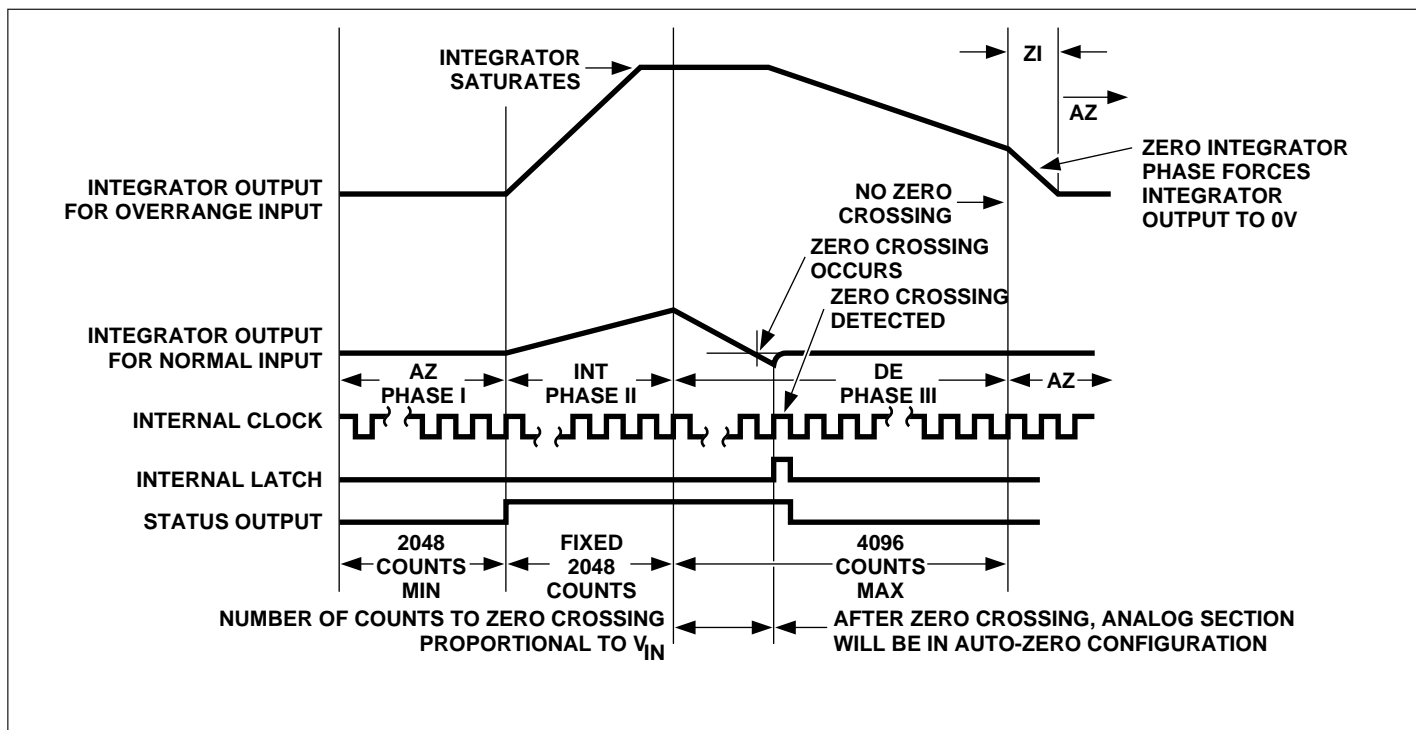 INTEGRATOR
SATURATES
ZI
AZ
ZERO INTEGRATOR
PHASE FORCES
INTEGRATOR
OUTPUT TO 0V
INTEGRATOR OUTPUT
FOR OVERRANGE INPUT
NO ZERO
CROSSING
ZERO CROSSING
OCCURS
ZERO CROSSING
DETECTED
INTEGRATOR OUTPUT
FOR NORMAL INPUT
AZ
PHASE I
INT
PHASE II
DE
PHASE III
AZ
INTERNAL CLOCK
INTERNAL LATCH
STATUS OUTPUT
2048
COUNTS
MIN
FIXED
2048
COUNTS
4096
COUNTS
MAX
NUMBER OF COUNTS TO ZERO CROSSING
PROPORTIONAL TO VIN
AFTER ZERO CROSSING, ANALOG SECTION
WILL BE IN AUTO-ZERO CONFIGURATION